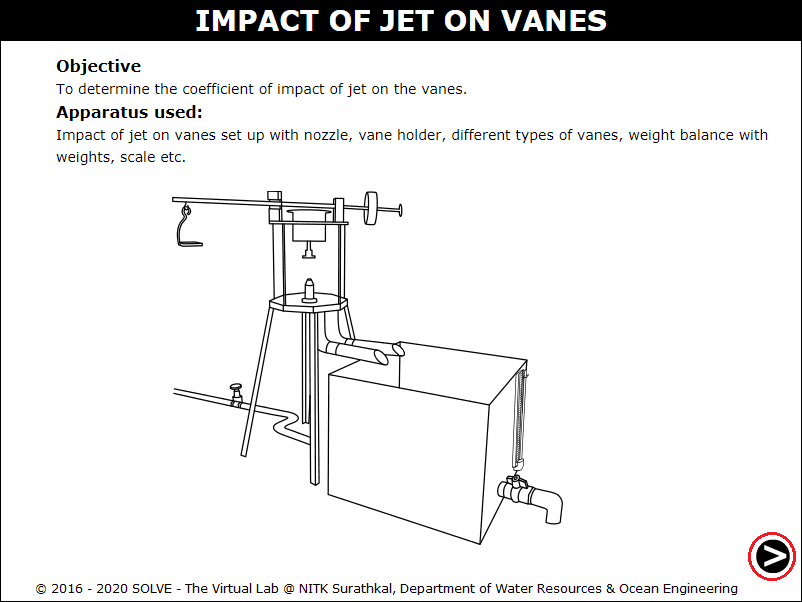 IMPACT OF JET ON VANES
Objective
To determine the coefficient of impact of jet on the vanes.
Apparatus used:
Impact of jet on vanes set up with nozzle, vane holder, different types of vanes, weight balance with
weights, scale etc.
© 2016 - 2020 SOLVE - The Virtual Lab @ NITK Surathkal, Department of Water Resources & Ocean Engineering